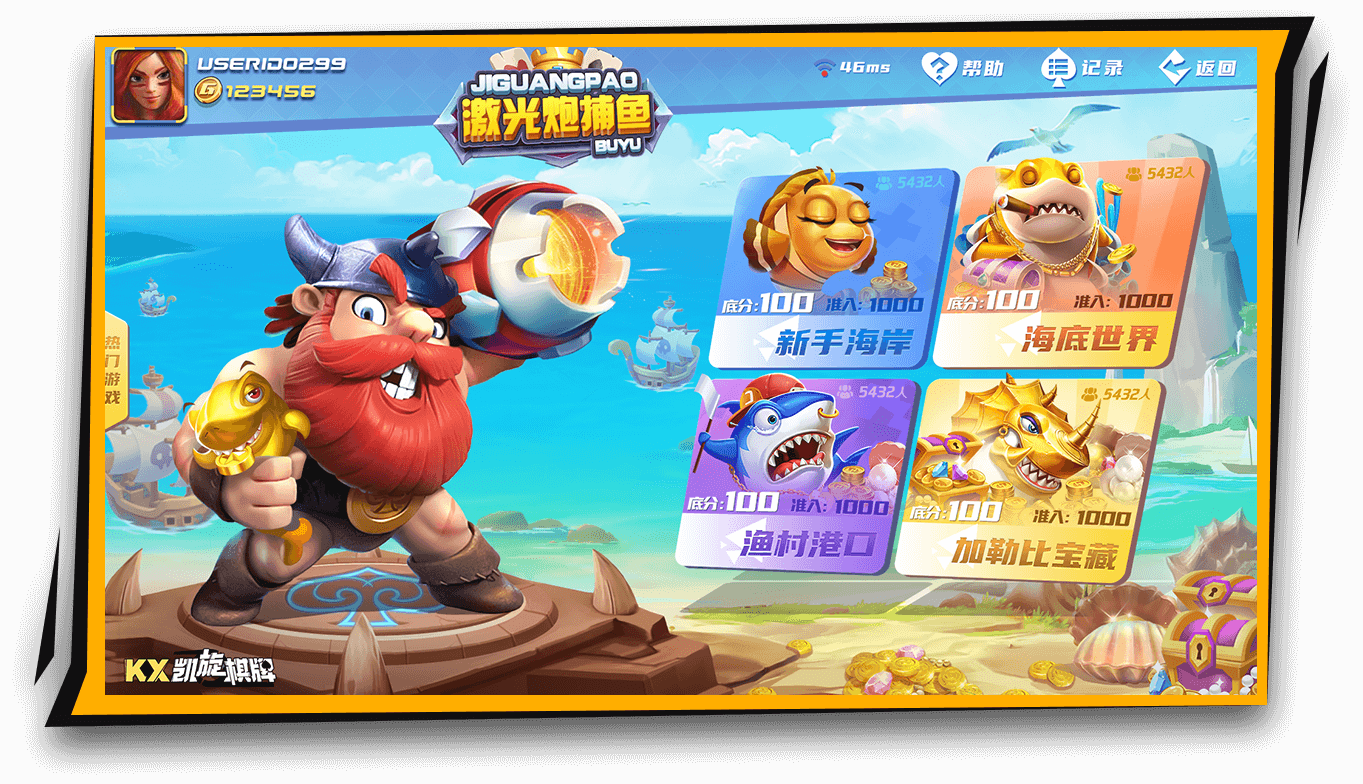 USERID0299
G 123456
JIGUANGPAO
激光炮捕鱼
BUYU
46ms
帮助
记录
返回
热门游戏
5432人
底分:100 准入: 1000
新手海岸
5432人
底分:100 准入: 1000
海底世界
5432人
底分:100 准入: 1000
渔村港口
5432人
底分:100 准入: 1000
加勒比宝藏
KX凯旋棋牌